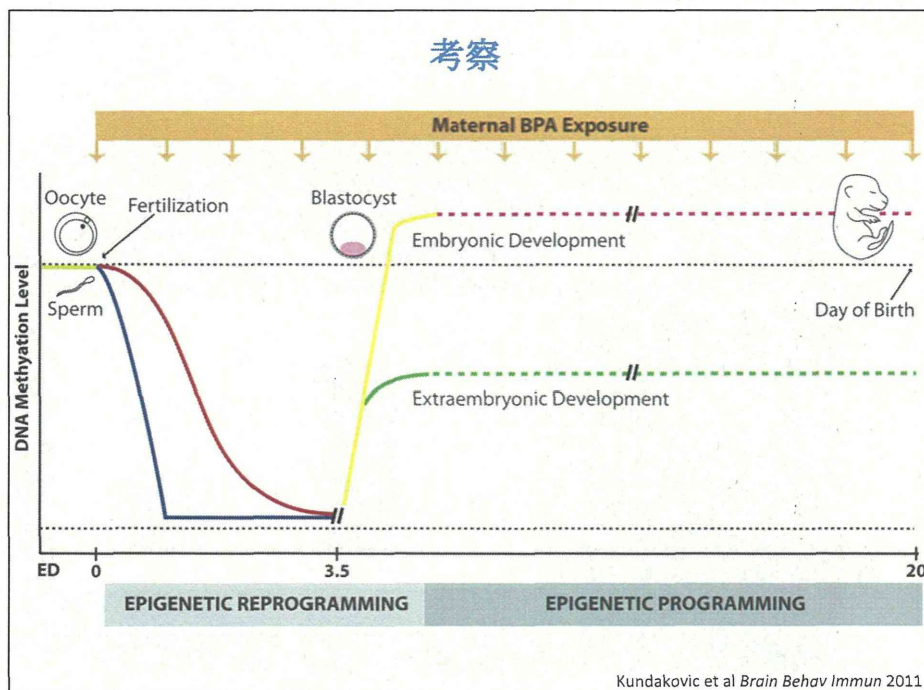 考察
Maternal BPA Exposure
Oocyte
Fertilization
Blastocyst
Embryonic Development
Sperm
Day of Birth
DNA Methyation Level
Extraembryonic Development
ED 0 3.5 20
EPIGENETIC REPROGRAMMING EPIGENETIC PROGRAMMING
Kundakovic et al Brain Behav Immun 2011